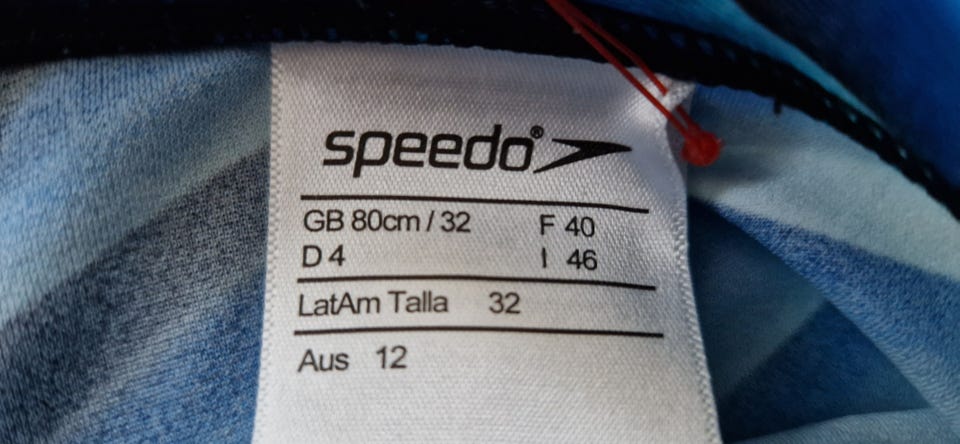 speedo®
GB 80cm / 32 F 40
D 4 I 46
LatAm Talla 32
Aus 12